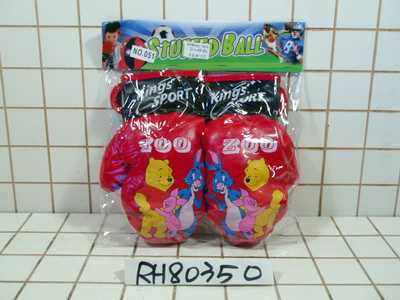 STUFFED BALL
NO.051
Kings
SPORT
Kings
SPORT
ZOO
ZOO
RH80350